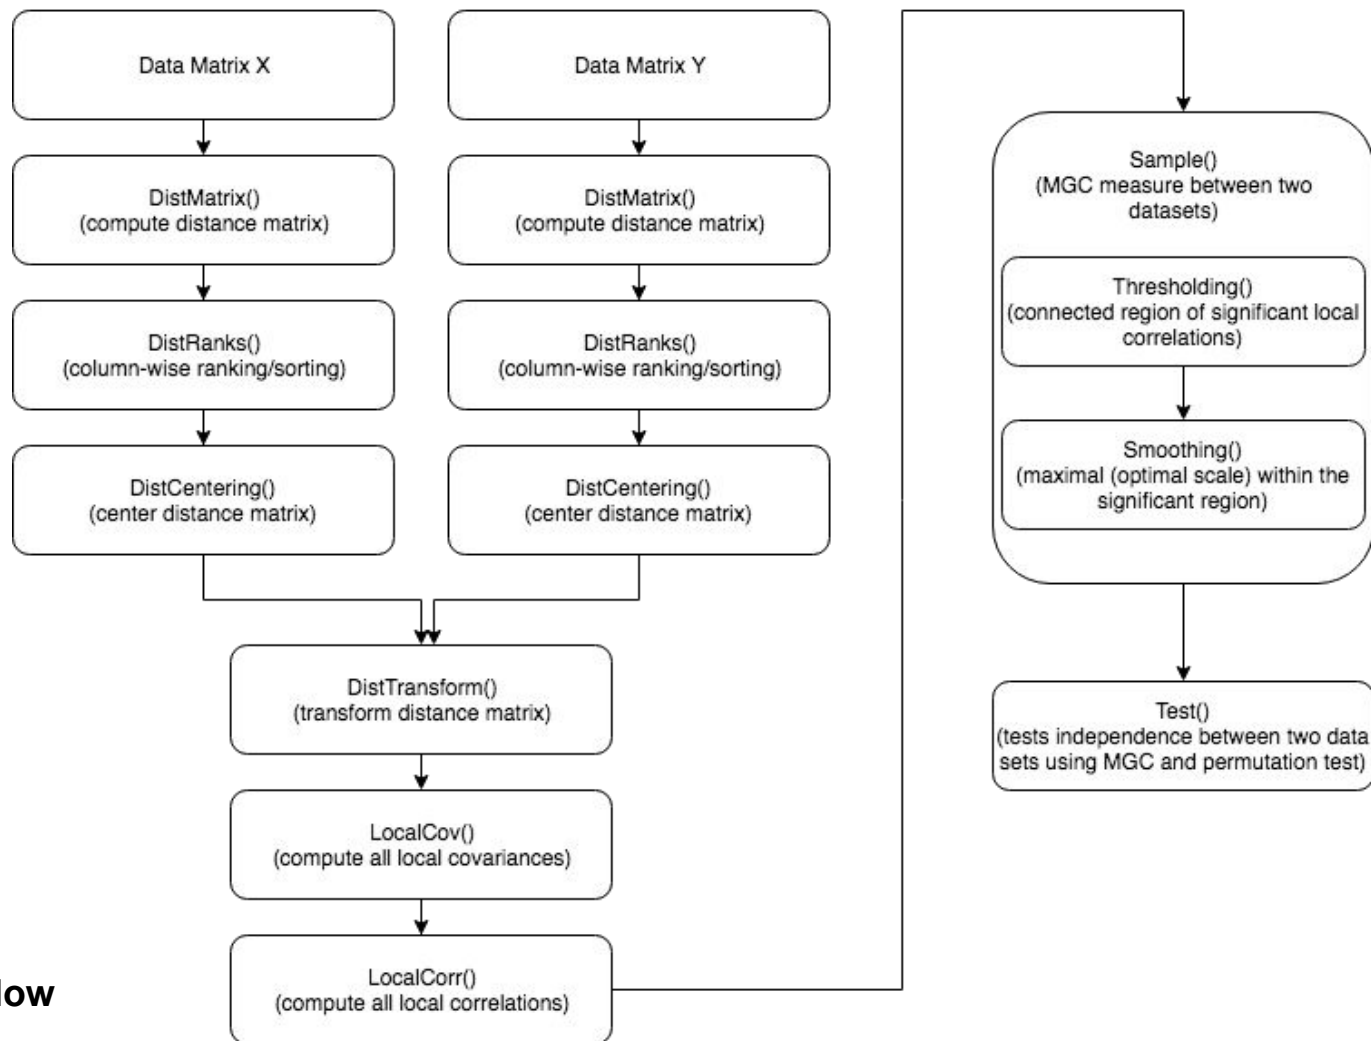 Data Matrix X
DistMatrix()
(compute distance matrix)
DistRanks()
(column-wise ranking/sorting)
DistCentering()
(center distance matrix)
Data Matrix Y
DistMatrix()
(compute distance matrix)
DistRanks()
(column-wise ranking/sorting)
DistCentering()
(center distance matrix)
DistTransform()
(transform distance matrix)
LocalCov()
(compute all local covariances)
LocalCorr()
(compute all local correlations)
Sample()
(MGC measure between two
datasets)
Thresholding()
(connected region of significant local
correlations)
Smoothing()
(maximal (optimal scale) within the
significant region)
Test()
(tests independence between two data
sets using MGC and permutation test)